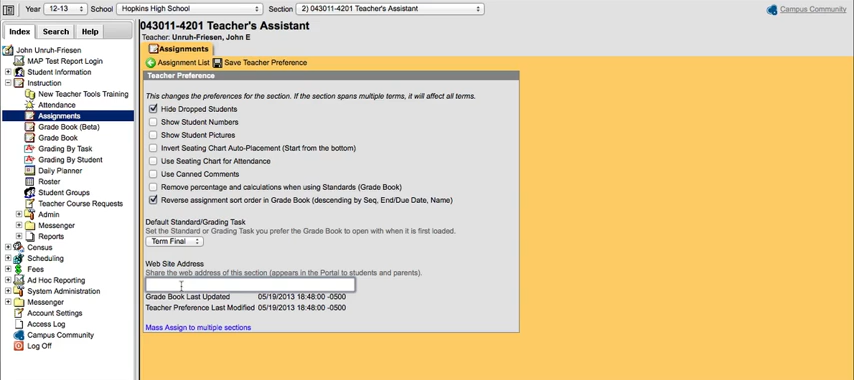 Year 12-13 School Hopkins High School Section 2) 043011-4201 Teacher's Assistant Campus Community
Index Search Help
John Unruh-Friesen
MAP Test Report Login
Student Information
Instruction
New Teacher Tools Training
Attendance
Assignments
Grade Book (Beta)
Grade Book
Grading By Task
Grading By Student
Daily Planner
Roster
Student Groups
Teacher Course Requests
Admin
Messenger
Reports
Census
Scheduling
Fees
Ad Hoc Reporting
System Administration
Messenger
Account Settings
Access Log
Campus Community
Log Off
043011-4201 Teacher's Assistant
Teacher: Unruh-Friesen, John E
Assignments
Assignment List Save Teacher Preference
Teacher Preference
This changes the preferences for the section. If the section spans multiple terms, it will affect all terms.
Hide Dropped Students
Show Student Numbers
Show Student Pictures
Invert Seating Chart Auto-Placement (Start from the bottom)
Use Seating Chart for Attendance
Use Canned Comments
Remove percentage and calculations when using Standards (Grade Book)
Reverse assignment sort order in Grade Book (descending by Seq, End/Due Date, Name)
Default Standard/Grading Task
Set the Standard or Grading Task you prefer the Grade Book to open with when it is first loaded.
Term Final
Web Site Address
Share the web address of this section (appears in the Portal to students and parents).
Grade Book Last Updated 05/19/2013 18:48:00 -0500
Teacher Preference Last Modified 05/19/2013 18:48:00 -0500
Mass Assign to multiple sections